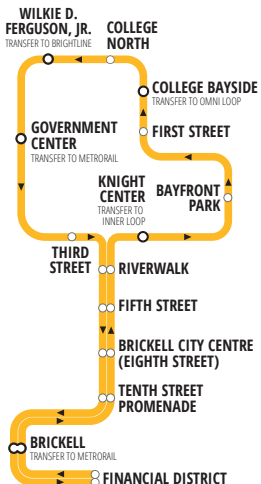 WILKIE D.
FERGUSON, JR.
TRANSFER TO BRIGHTLINE
COLLEGE
NORTH
COLLEGE BAYSIDE
TRANSFER TO OMNI LOOP
GOVERNMENT
CENTER
TRANSFER TO METRORAIL
FIRST STREET
KNIGHT
CENTER
TRANSFER TO
INNER LOOP
BAYFRONT
PARK
THIRD
STREET
RIVERWALK
FIFTH STREET
BRICKELL CITY CENTRE
(EIGHTH STREET)
TENTH STREET
PROMENADE
BRICKELL
TRANSFER TO METRORAIL
FINANCIAL DISTRICT